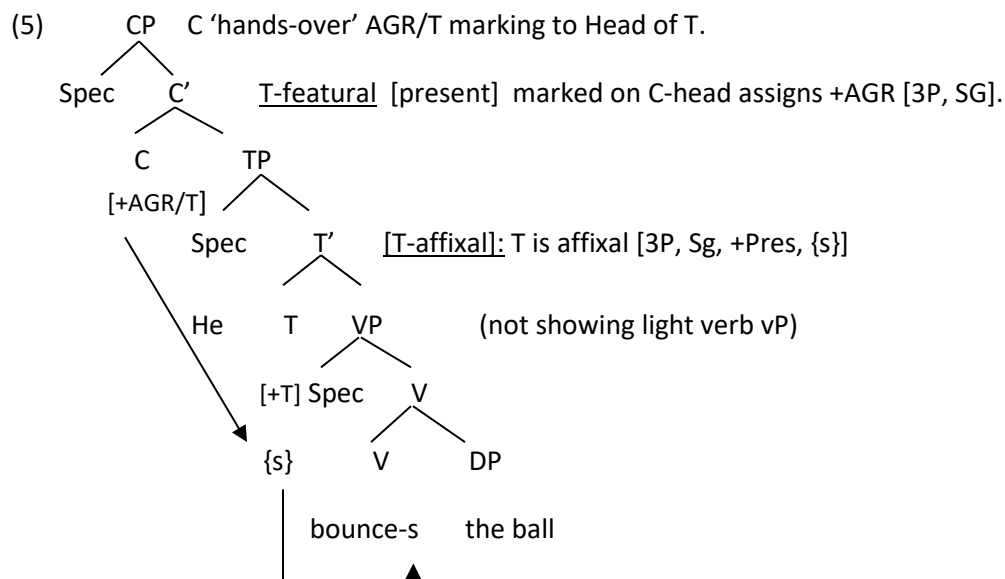 (5) CP C ‘hands-over’ AGR/T marking to Head of T.
Spec C’ T-featural [present] marked on C-head assigns +AGR [3P, SG].
C TP
[+AGR/T]
Spec T’ [T-affixal]: T is affixal [3P, Sg, +Pres, {s}]
He T VP (not showing light verb vP)
[+T] Spec V
{s} V DP
bounce-s the ball